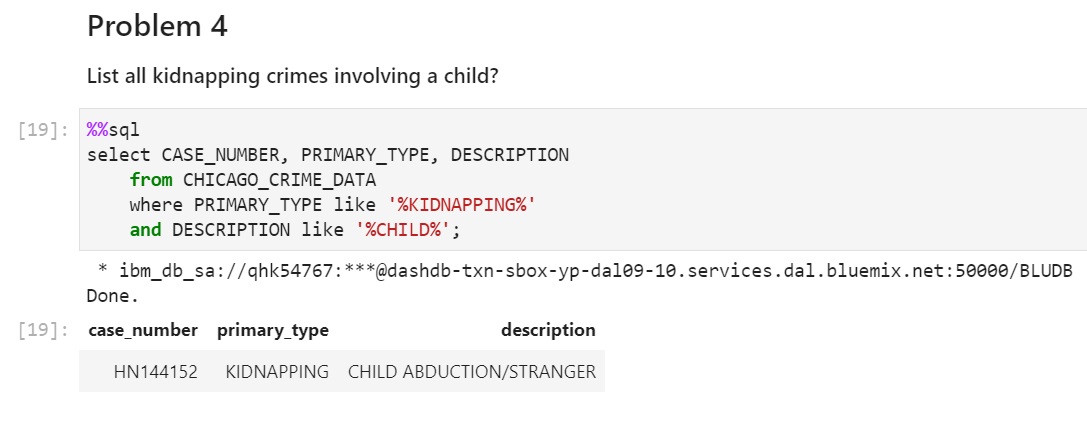 Problem 4
List all kidnapping crimes involving a child?
[19]: %%sql
select CASE_NUMBER, PRIMARY_TYPE, DESCRIPTION
    from CHICAGO_CRIME_DATA
    where PRIMARY_TYPE like '%KIDNAPPING%'
    and DESCRIPTION like '%CHILD%';
 * ibm_db_sa://qhk54767:***@dashdb-txn-sbox-yp-dal09-10.services.dal.bluemix.net:50000/BLUDB
Done.
[19]: case_number primary_type description
HN144152 KIDNAPPING CHILD ABDUCTION/STRANGER